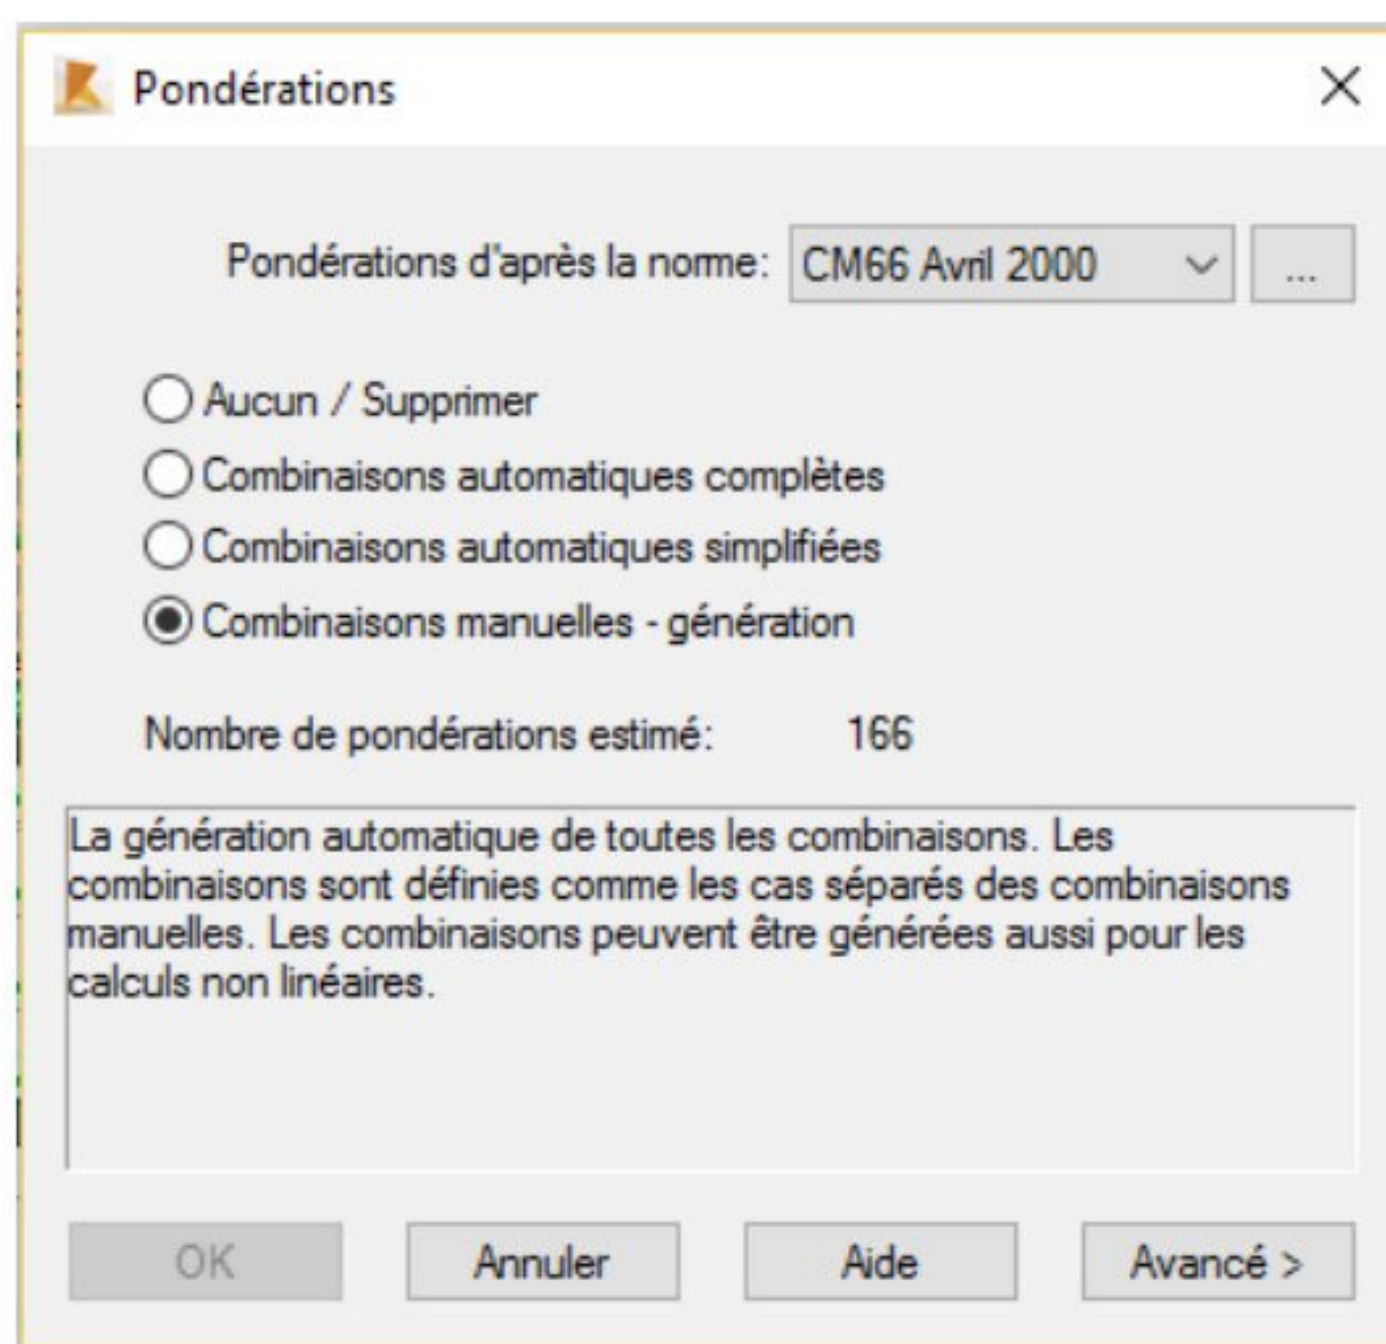 Pondérations
Pondérations d'après la norme: CM66 Avril 2000 ...
Aucun / Supprimer
Combinaisons automatiques complètes
Combinaisons automatiques simplifiées
Combinaisons manuelles - génération
Nombre de pondérations estimé: 166
La génération automatique de toutes les combinaisons. Les
combinaisons sont définies comme les cas séparés des combinaisons
manuelles. Les combinaisons peuvent être générées aussi pour les
calculs non linéaires.
OK Annuler Aide Avancé >